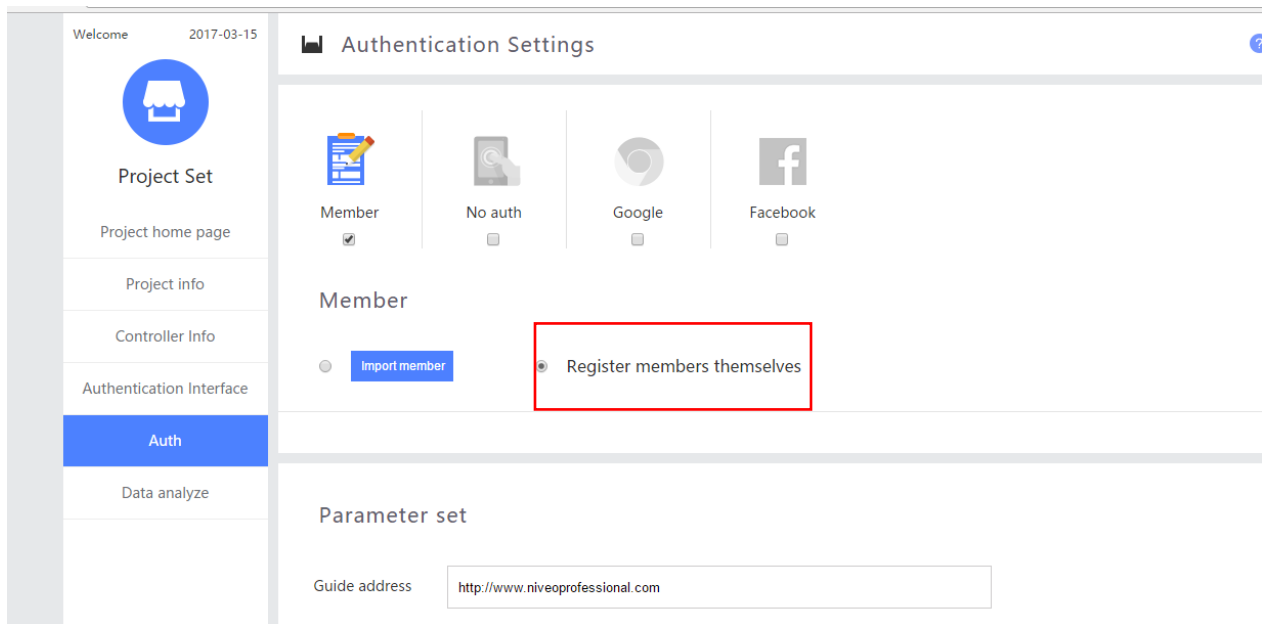 Welcome 2017-03-15
Authentication Settings
?
Project Set
Project home page
Project info
Controller Info
Authentication Interface
Auth
Data analyze
Member No auth Google Facebook
Member
Import member Register members themselves
Parameter set
Guide address http://www.niveoprofessional.com